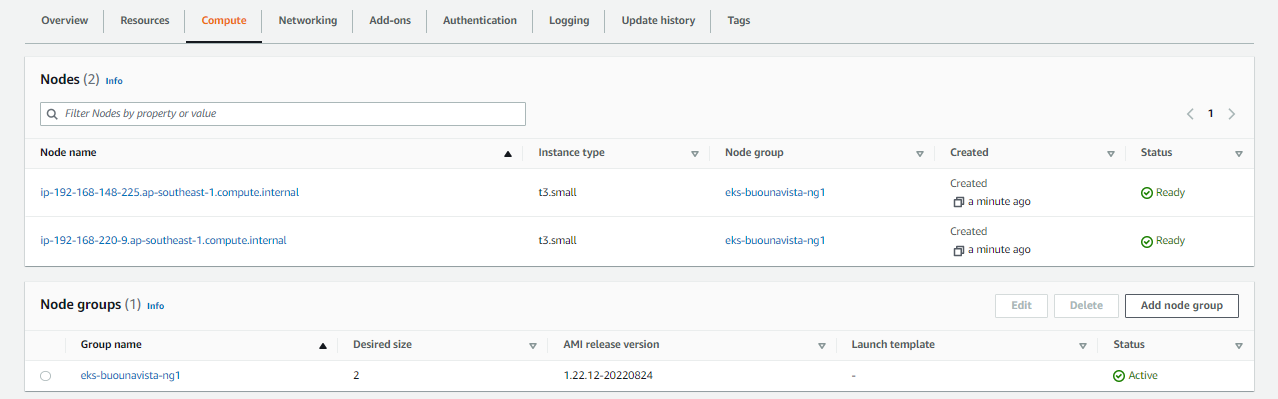 Overview Resources Compute Networking Add-ons Authentication Logging Update history Tags
Nodes (2) Info
Filter Nodes by property or value
1
Node name Instance type Node group Created Status
ip-192-168-148-225.ap-southeast-1.compute.internal t3.small eks-buounavista-ng1 Created a minute ago Ready
ip-192-168-220-9.ap-southeast-1.compute.internal t3.small eks-buounavista-ng1 Created a minute ago Ready
Node groups (1) Info Edit Delete Add node group
Group name Desired size AMI release version Launch template Status
eks-buounavista-ng1 2 1.22.12-20220824 - Active